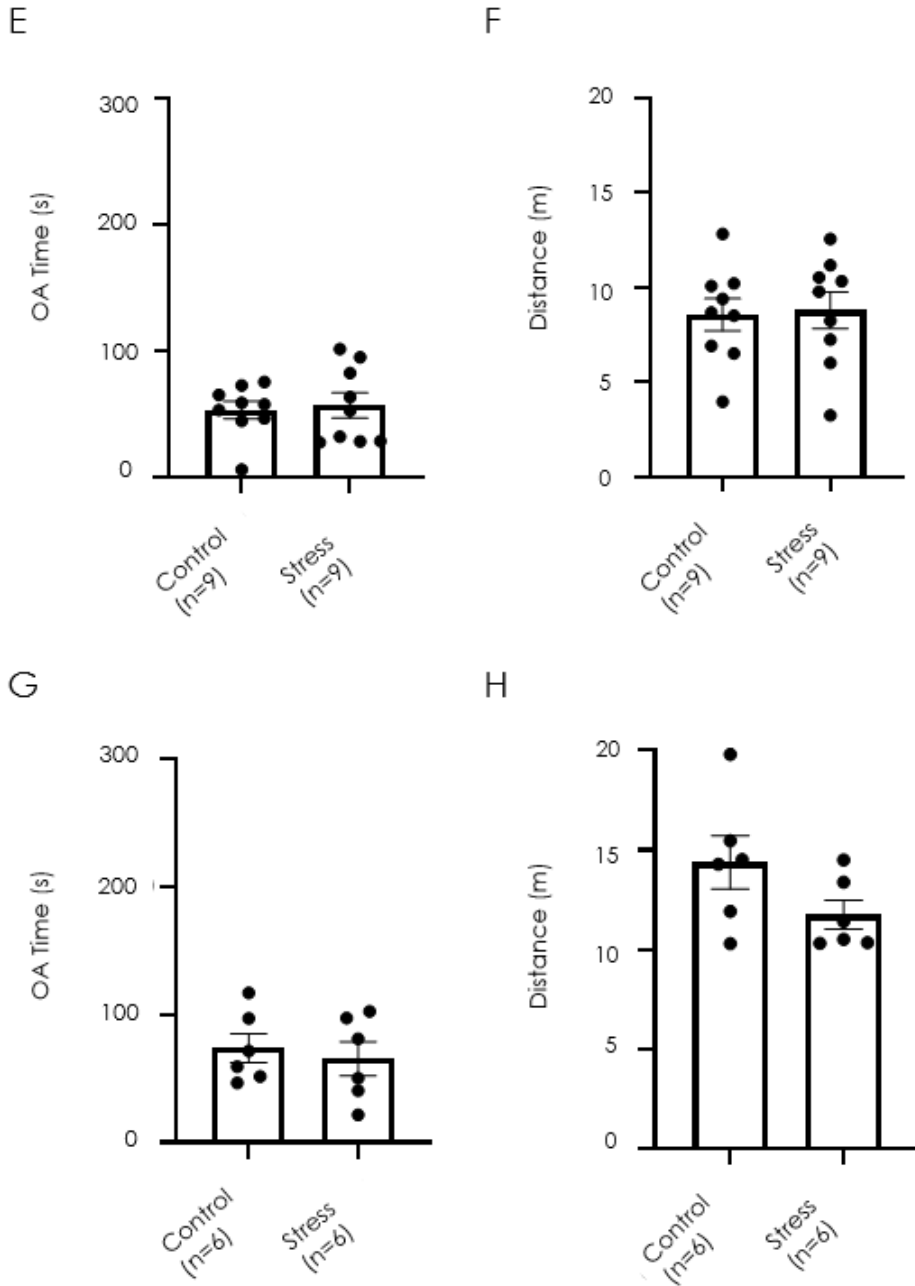 E
F
300
200
100
0
OA Time (s)
Control
(n=9)
Stress
(n=9)
20
15
10
5
0
Distance (m)
Control
(n=9)
Stress
(n=9)
G
H
300
200
100
0
OA Time (s)
Control
(n=6)
Stress
(n=6)
20
15
10
5
0
Distance (m)
Control
(n=6)
Stress
(n=6)